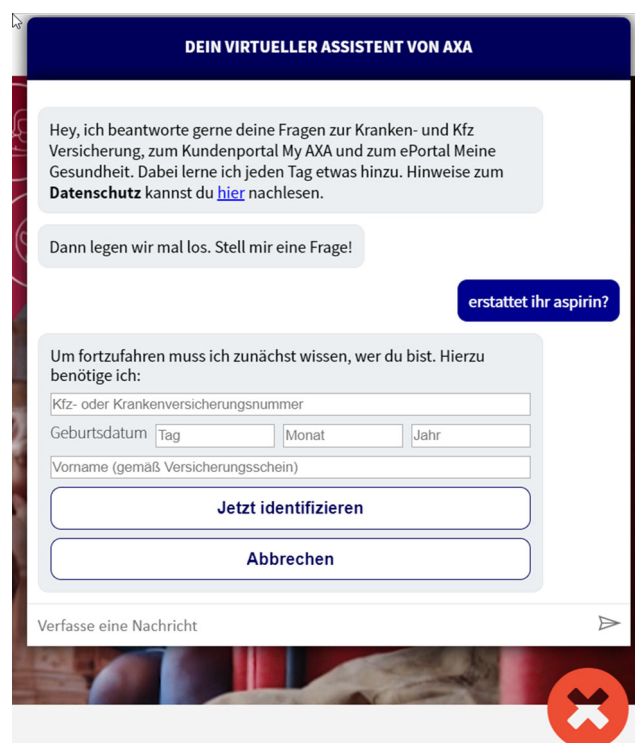 DEIN VIRTUELLER ASSISTENT VON AXA
Hey, ich beantworte gerne deine Fragen zur Kranken- und Kfz
Versicherung, zum Kundenportal My AXA und zum ePortal Meine
Gesundheit. Dabei lerne ich jeden Tag etwas hinzu. Hinweise zum
Datenschutz kannst du hier nachlesen.
Dann legen wir mal los. Stell mir eine Frage!
erstattet ihr aspirin?
Um fortzufahren muss ich zunächst wissen, wer du bist. Hierzu
benötige ich:
Kfz- oder Krankenversicherungsnummer
Geburtsdatum Tag Monat Jahr
Vorname (gemäß Versicherungsschein)
Jetzt identifizieren
Abbrechen
Verfasse eine Nachricht